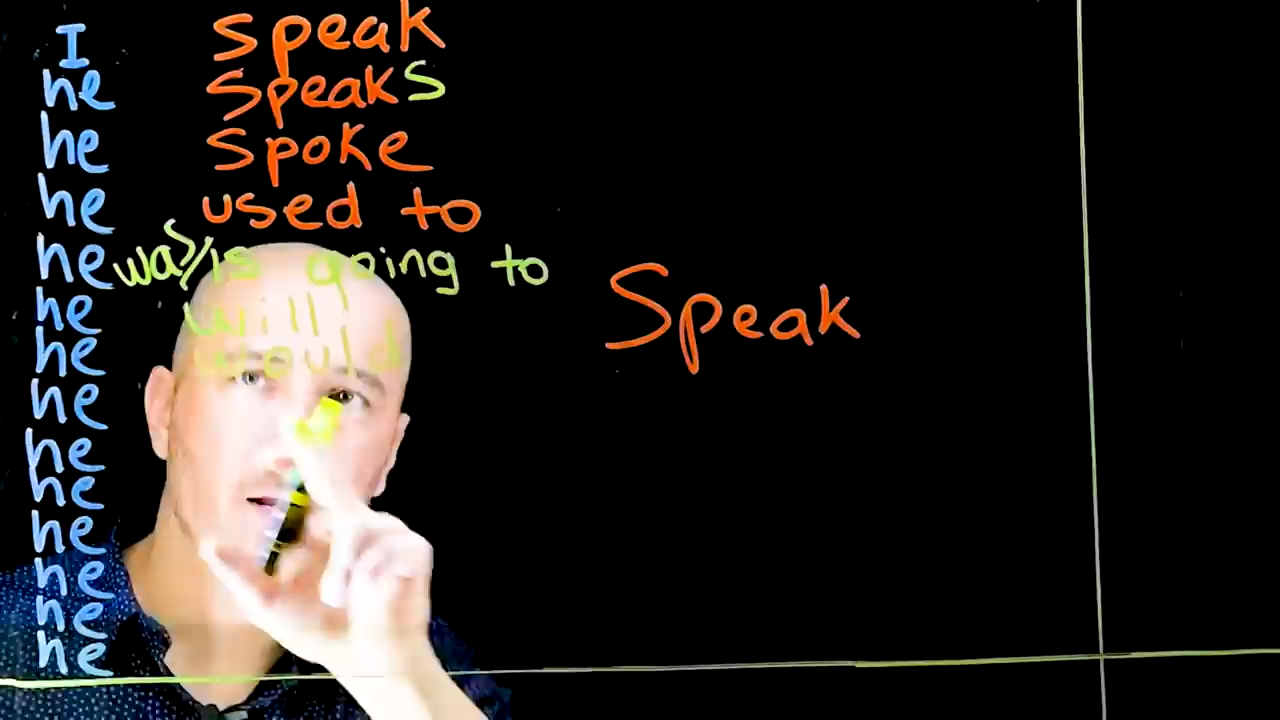 I speak
he speaks
he spoke
he used to
he was/is going to
Speak
he will
he would
he
he
he
he
he
he
he